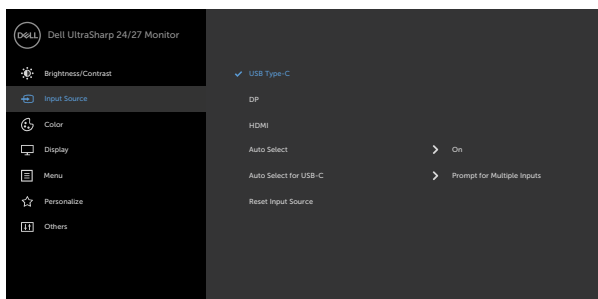 DELL Dell UltraSharp 24/27 Monitor
Brightness/Contrast
Input Source
Color
Display
Menu
Personalize
Others
USB Type-C
DP
HDMI
Auto Select On
Auto Select for USB-C Prompt for Multiple Inputs
Reset Input Source